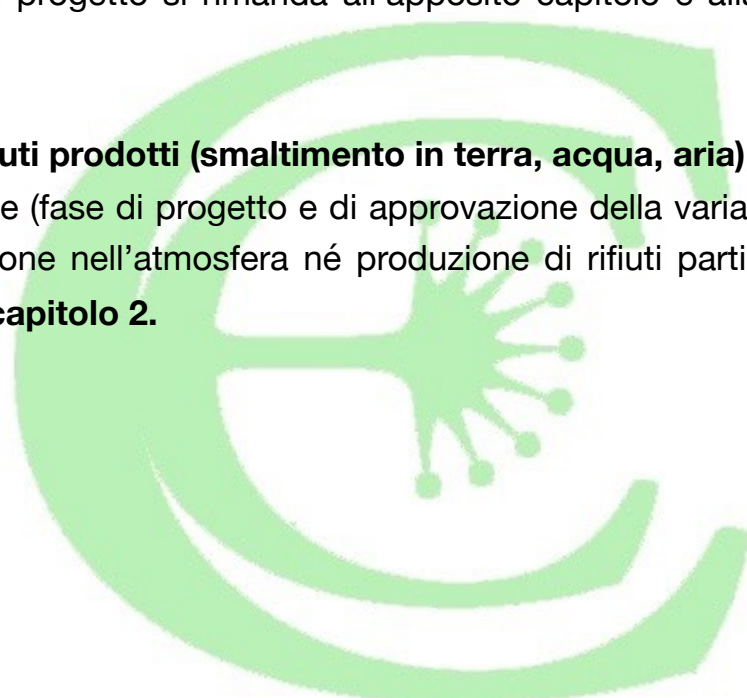 progetto si rimanda all'apposito capitolo e
uti prodotti (smaltimento in terra, acqua, aria)
e (fase di progetto e di approvazione della varia
one nell'atmosfera né produzione di rifiuti parti
capitolo 2.